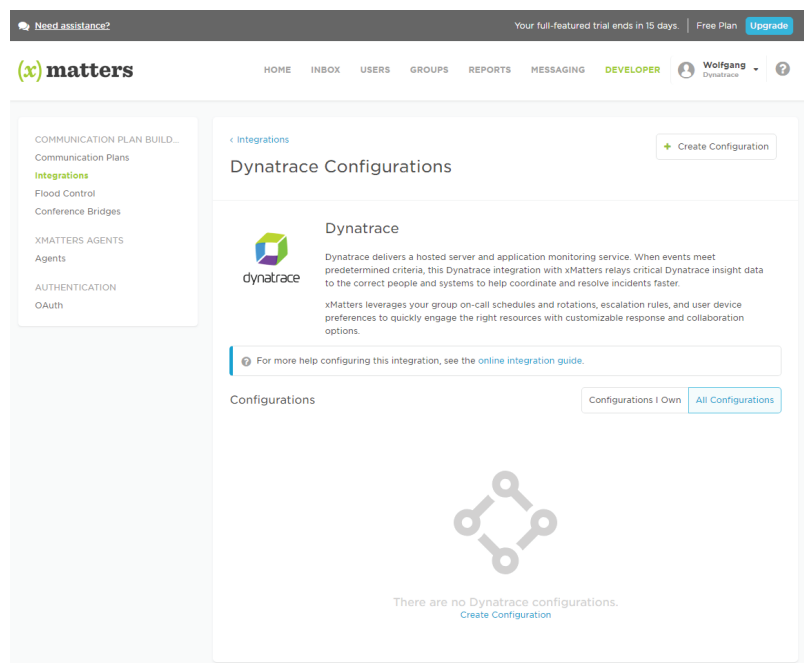 Need assistance?
Your full-featured trial ends in 15 days. Free Plan Upgrade
(x) matters
HOME INBOX USERS GROUPS REPORTS MESSAGING DEVELOPER Wolfgang
Dynatrace
COMMUNICATION PLAN BUILD...
Communication Plans
Integrations
Flood Control
Conference Bridges
XMATTERS AGENTS
Agents
AUTHENTICATION
OAuth
‹ Integrations
Dynatrace Configurations
+ Create Configuration
dynatrace
Dynatrace
Dynatrace delivers a hosted server and application monitoring service. When events meet
predetermined criteria, this Dynatrace integration with xMatters relays critical Dynatrace insight data
to the correct people and systems to help coordinate and resolve incidents faster.
xMatters leverages your group on-call schedules and rotations, escalation rules, and user device
preferences to quickly engage the right resources with customizable response and collaboration
options.
For more help configuring this integration, see the online integration guide.
Configurations
Configurations I Own All Configurations
There are no Dynatrace configurations.
Create Configuration